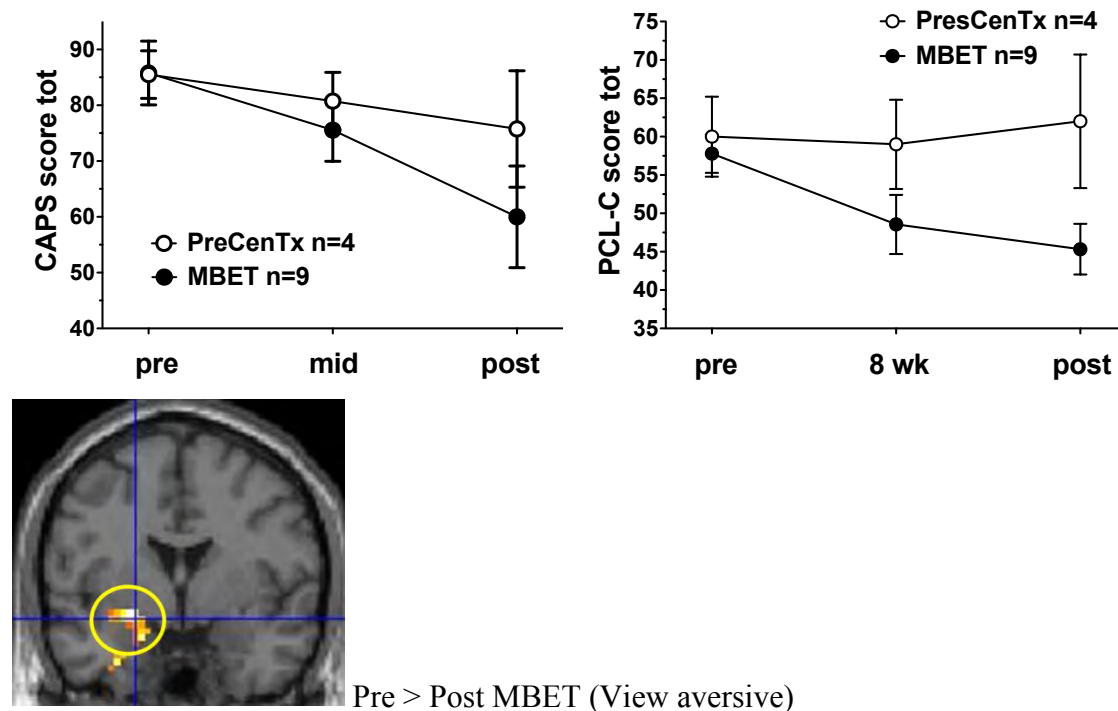 CAPS score tot
90
80
70
60
50
40
PreCenTx n=4
MBET n=9
pre mid post
PCL-C score tot
75
70
65
60
55
50
45
40
35
PresCenTx n=4
MBET n=9
pre 8 wk post
Pre > Post MBET (View aversive)